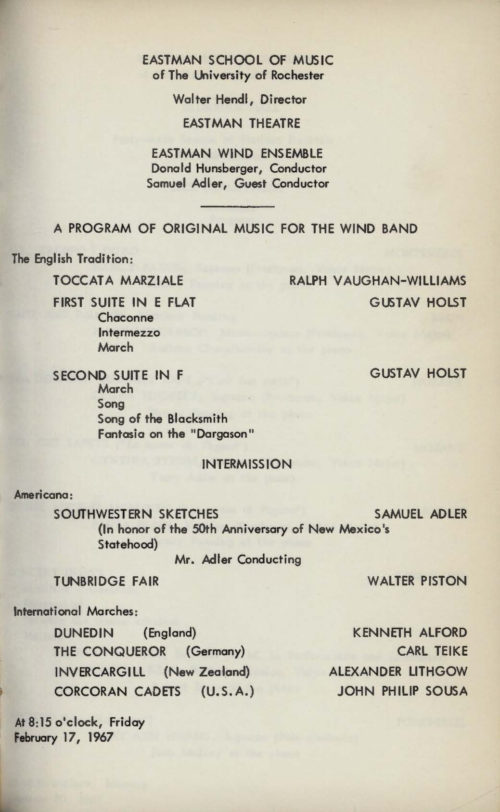 EASTMAN SCHOOL OF MUSIC
of The University of Rochester
Walter Hendl, Director
EASTMAN THEATRE
EASTMAN WIND ENSEMBLE
Donald Hunsberger, Conductor
Samuel Adler, Guest Conductor
A PROGRAM OF ORIGINAL MUSIC FOR THE WIND BAND
The English Tradition:
TOCCATA MARZIALE RALPH VAUGHAN-WILLIAMS
FIRST SUITE IN E FLAT GUSTAV HOLST
Chaconne
Intermezzo
March
SECOND SUITE IN F GUSTAV HOLST
March
Song
Song of the Blacksmith
Fantasia on the "Dargason"
INTERMISSION
Americana:
SOUTHWESTERN SKETCHES SAMUEL ADLER
(In honor of the 50th Anniversary of New Mexico's
Statehood)
Mr. Adler Conducting
TUNBRIDGE FAIR WALTER PISTON
International Marches:
DUNEDIN (England) KENNETH ALFORD
THE CONQUEROR (Germany) CARL TEIKE
INVERCARGILL (New Zealand) ALEXANDER LITHGOW
CORCORAN CADETS (U.S.A.) JOHN PHILIP SOUSA
At 8:15 o'clock, Friday
February 17, 1967